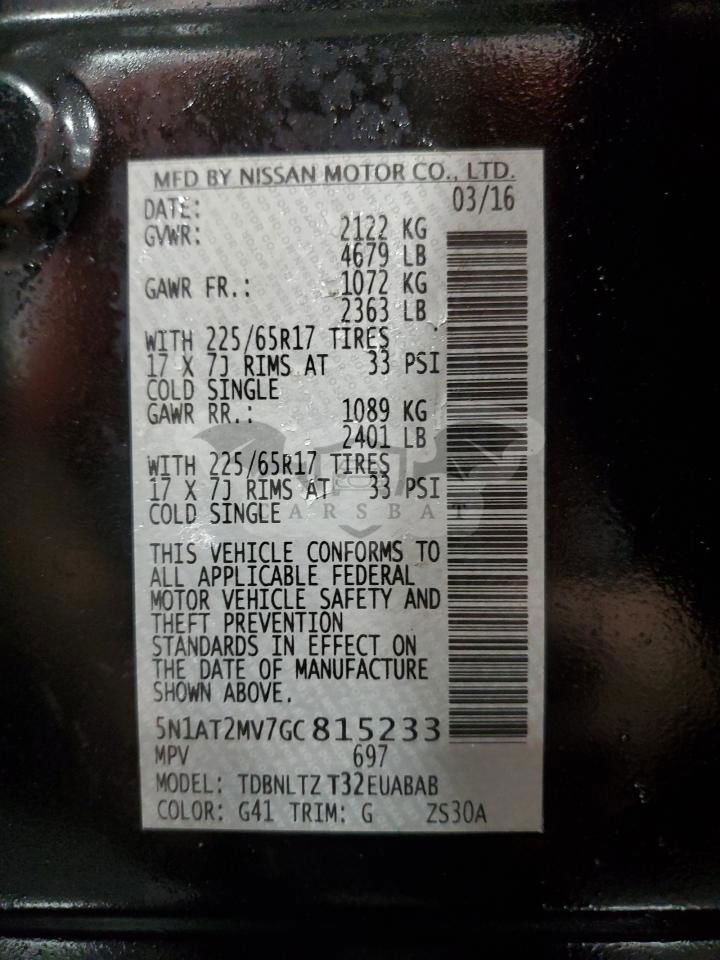 MFD BY NISSAN MOTOR CO., LTD.
DATE: 03/16
GVWR: 2122 KG
4679 LB
GAWR FR.: 1072 KG
2363 LB
WITH 225/65R17 TIRES
17 X 7J RIMS AT 33 PSI
COLD SINGLE
GAWR RR.: 1089 KG
2401 LB
WITH 225/65R17 TIRES
17 X 7J RIMS AT 33 PSI
COLD SINGLE
ARSBAT
THIS VEHICLE CONFORMS TO
ALL APPLICABLE FEDERAL
MOTOR VEHICLE SAFETY AND
THEFT PREVENTION
STANDARDS IN EFFECT ON
THE DATE OF MANUFACTURE
SHOWN ABOVE.
5N1AT2MV7GC815233
MPV 697
MODEL: TDBNLTZ T32EUABAB
COLOR: G41 TRIM: G ZS30A